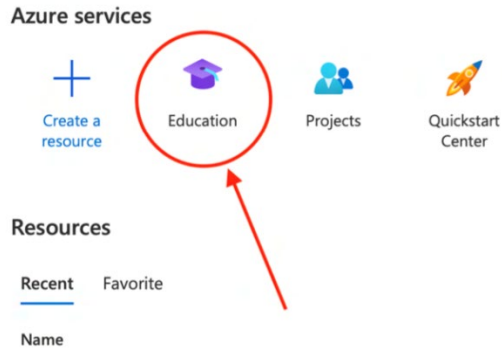 Azure services
Create a
resource
Education
Projects
Quickstart
Center
Resources
Recent Favorite
Name